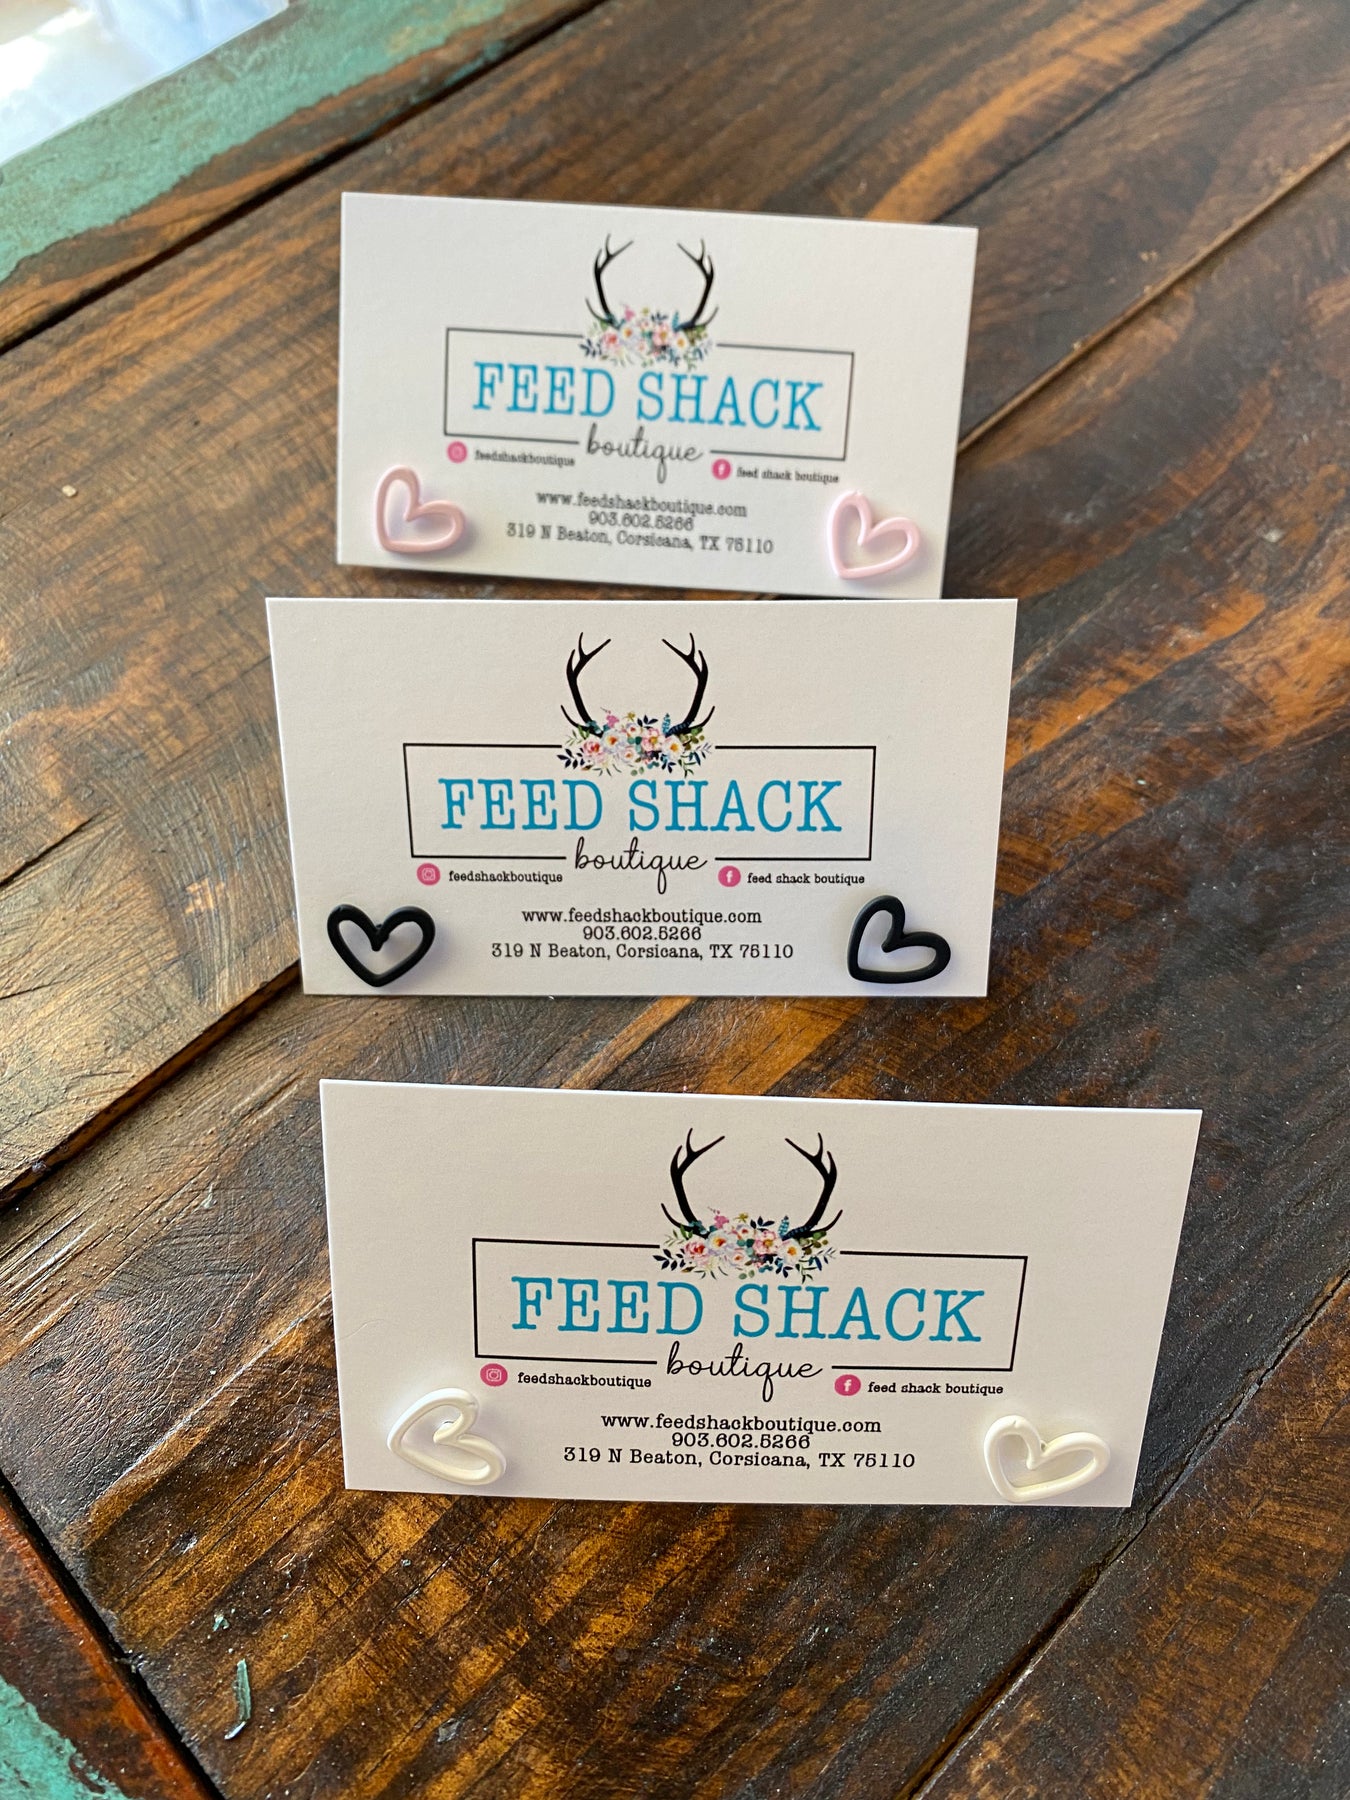 FEED SHACK
boutique
feedshackboutique feed shack boutique
www.feedshackboutique.com
903.602.5266
319 N Beaton, Corsicana, TX 75110
FEED SHACK
boutique
feedshackboutique feed shack boutique
www.feedshackboutique.com
903.602.5266
319 N Beaton, Corsicana, TX 75110
FEED SHACK
boutique
feedshackboutique feed shack boutique
www.feedshackboutique.com
903.602.5266
319 N Beaton, Corsicana, TX 75110